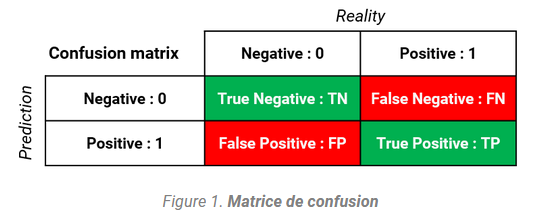 Reality
Confusion matrix Negative : 0 Positive : 1
Prediction
Negative : 0 True Negative : TN False Negative : FN
Positive : 1 False Positive : FP True Positive : TP
Figure 1. Matrice de confusion